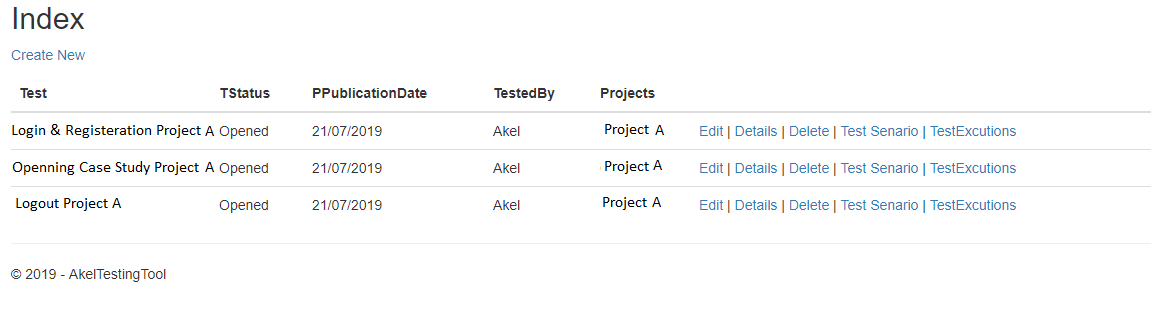 Index
Create New
Test TStatus PPublicationDate TestedBy Projects
Login & Registeration Project A Opened 21/07/2019 Akel Project A Edit | Details | Delete | Test Senario | TestExcutions
Openning Case Study Project A Opened 21/07/2019 Akel Project A Edit | Details | Delete | Test Senario | TestExcutions
Logout Project A Opened 21/07/2019 Akel Project A Edit | Details | Delete | Test Senario | TestExcutions
© 2019 - AkelTestingTool